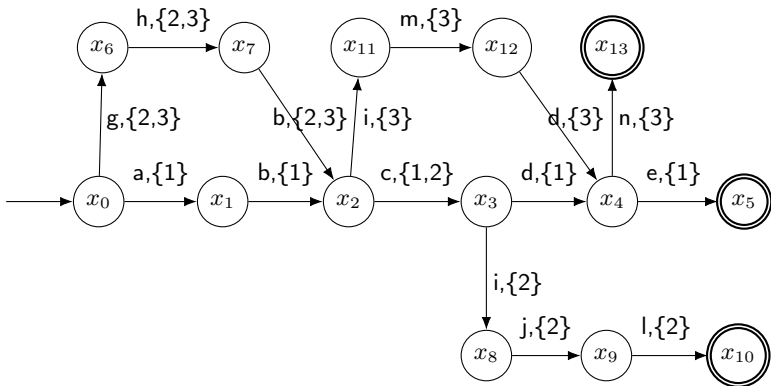 h,{2,3} m,{3}
x₆ x₇ x₁₁ x₁₂ x₁₃
g,{2,3} b,{2,3} i,{3} d,{3} n,{3}
a,{1} b,{1} c,{1,2} d,{1} e,{1}
x₀ x₁ x₂ x₃ x₄ x₅
i,{2}
j,{2} l,{2}
x₈ x₉ x₁₀